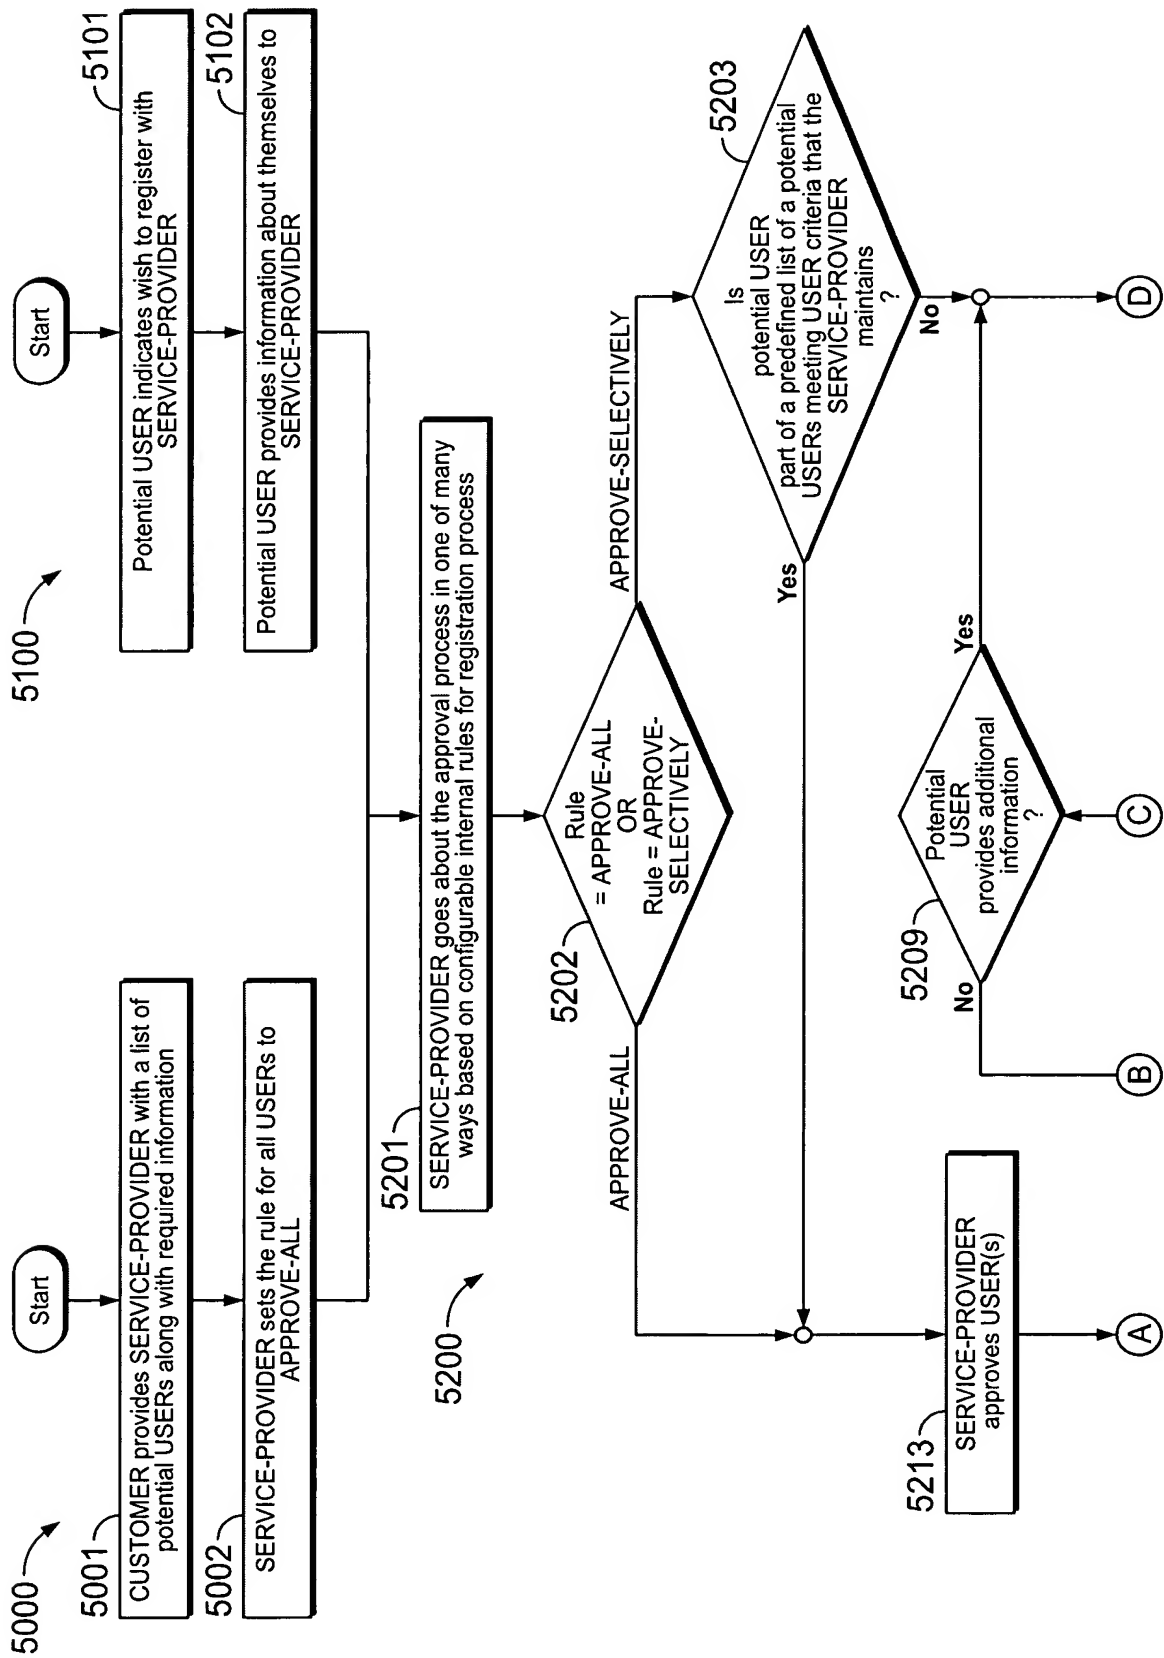 5000
Start
5001
CUSTOMER provides SERVICE-PROVIDER with a list of
potential USERs along with required information
5002
SERVICE-PROVIDER sets the rule for all USERs to
APPROVE-ALL
5100
Start
5101
Potential USER indicates wish to register with
SERVICE-PROVIDER
5102
Potential USER provides information about themselves to
SERVICE-PROVIDER
5200
5201
SERVICE-PROVIDER goes about the approval process in one of many
ways based on configurable internal rules for registration process
5202
Rule
= APPROVE-ALL
OR
Rule = APPROVE-
SELECTIVELY
APPROVE-ALL
APPROVE-SELECTIVELY
5203
Is
potential USER
part of a predefined list of a potential
USERs meeting USER criteria that the
SERVICE-PROVIDER
maintains
?
Yes
No
5213
SERVICE-PROVIDER
approves USER(s)
5209
Potential
USER
provides additional
information
?
No
Yes
A
B
C
D